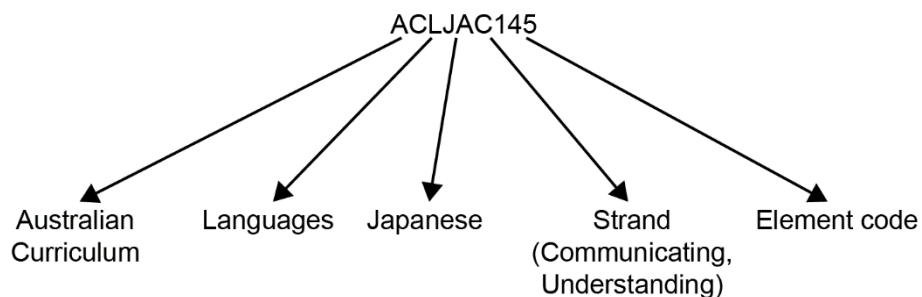 ACLJAC145
Australian
Curriculum
Languages
Japanese
Strand
(Communicating,
Understanding)
Element code